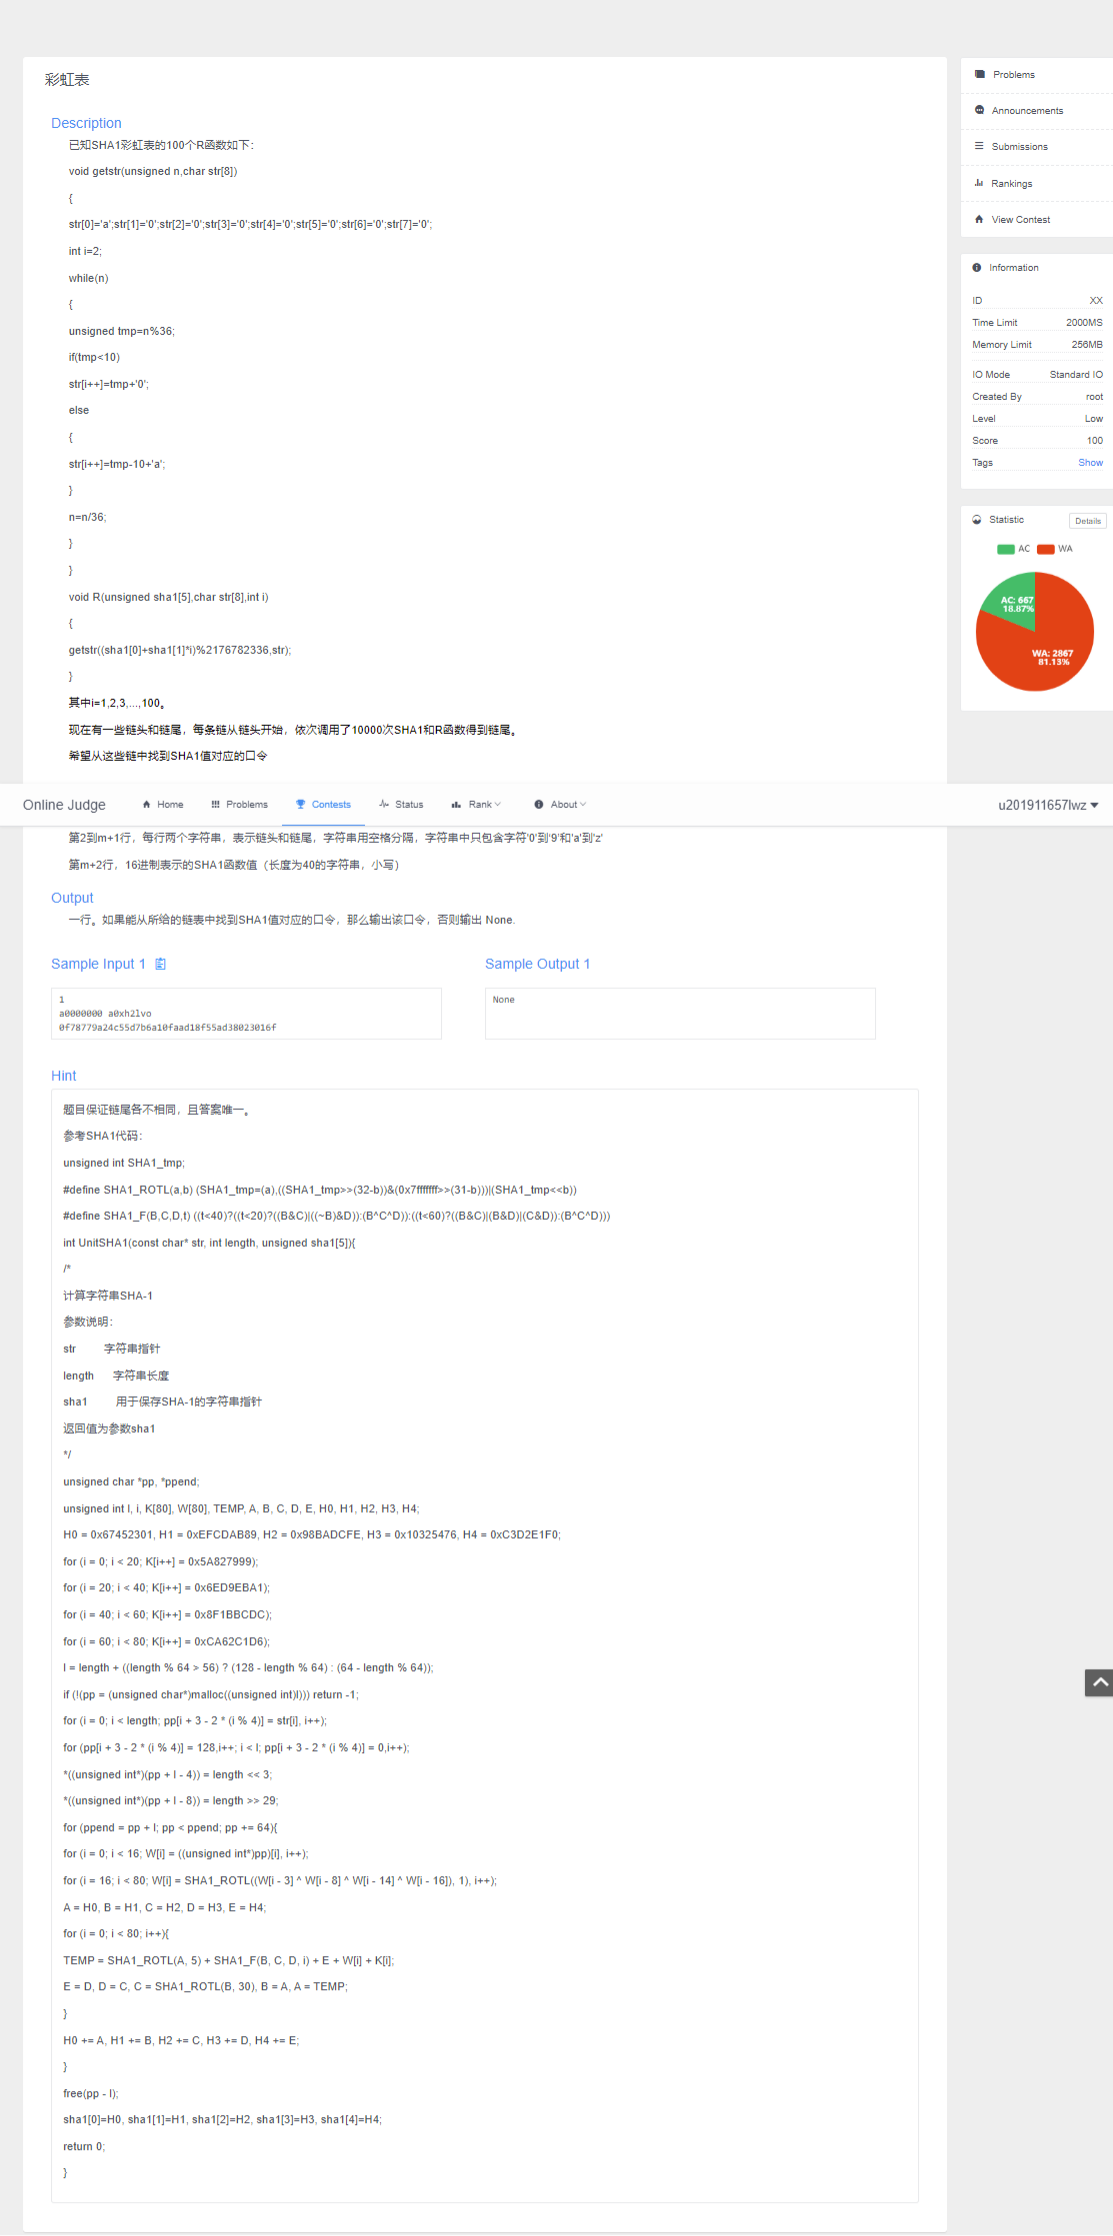 彩虹表
Description
已知SHA1彩虹表的100个R函数如下：
void getstr(unsigned n,char str[8])
{
str[0]='a';str[1]='0';str[2]='0';str[3]='0';str[4]='0';str[5]='0';str[6]='0';str[7]='0';
int i=2;
while(n)
{
unsigned tmp=n%36;
if(tmp<10)
str[i++]=tmp+'0';
else
{
str[i++]=tmp-10+'a';
}
n=n/36;
}
}
void R(unsigned sha1[5],char str[8],int i)
{
getstr((sha1[0]+sha1[1]*i)%2176782336,str);
}
其中i=1,2,3,...,100。
现在有一些链头和链尾，每条链从链头开始，依次调用了10000次SHA1和R函数得到链尾。
希望从这些链中找到SHA1值对应的口令
Problems
Announcements
Submissions
Rankings
View Contest
Information
ID XX
Time Limit 2000MS
Memory Limit 256MB
IO Mode Standard IO
Created By root
Level Low
Score 100
Tags Show
Statistic Details
AC WA
AC: 667
18.87%
WA: 2867
81.13%
Online Judge Home Problems Contests Status Rank About u201911657lwz
第2到m+1行，每行两个字符串，表示链头和链尾，字符串用空格分隔，字符串中只包含字符'0'到'9'和'a'到'z'
第m+2行，16进制表示的SHA1函数值（长度为40的字符串，小写）
Output
一行。如果能从所给的链表中找到SHA1值对应的口令，那么输出该口令，否则输出 None.
Sample Input 1
1
a0000000 a0xh2lvo
0f78779a24c55d7b6a10faad18f55ad38023016f
Sample Output 1
None
Hint
题目保证链尾各不相同，且答案唯一。
参考SHA1代码：
unsigned int SHA1_tmp;
#define SHA1_ROTL(a,b) (SHA1_tmp=(a),((SHA1_tmp>>(32-b))&(0x7fffffff>>(31-b)))|(SHA1_tmp<<b))
#define SHA1_F(B,C,D,t) ((t<40)?((t<20)?((B&C)|((~B)&D)):(B^C^D)):((t<60)?((B&C)|(B&D)|(C&D)):(B^C^D)))
int UnitSHA1(const char* str, int length, unsigned sha1[5]){
/*
计算字符串SHA-1
参数说明：
str 字符串指针
length 字符串长度
sha1 用于保存SHA-1的字符串指针
返回值为参数sha1
*/
unsigned char *pp, *ppend;
unsigned int l, i, K[80], W[80], TEMP, A, B, C, D, E, H0, H1, H2, H3, H4;
H0 = 0x67452301, H1 = 0xEFCDAB89, H2 = 0x98BADCFE, H3 = 0x10325476, H4 = 0xC3D2E1F0;
for (i = 0; i < 20; K[i++] = 0x5A827999);
for (i = 20; i < 40; K[i++] = 0x6ED9EBA1);
for (i = 40; i < 60; K[i++] = 0x8F1BBCDC);
for (i = 60; i < 80; K[i++] = 0xCA62C1D6);
l = length + ((length % 64 > 56) ? (128 - length % 64) : (64 - length % 64));
if (!(pp = (unsigned char*)malloc((unsigned int)l))) return -1;
for (i = 0; i < length; pp[i + 3 - 2 * (i % 4)] = str[i], i++);
for (pp[i + 3 - 2 * (i % 4)] = 128,i++; i < l; pp[i + 3 - 2 * (i % 4)] = 0,i++);
*((unsigned int*)(pp + l - 4)) = length << 3;
*((unsigned int*)(pp + l - 8)) = length >> 29;
for (ppend = pp + l; pp < ppend; pp += 64){
for (i = 0; i < 16; W[i] = ((unsigned int*)pp)[i], i++);
for (i = 16; i < 80; W[i] = SHA1_ROTL((W[i - 3] ^ W[i - 8] ^ W[i - 14] ^ W[i - 16]), 1), i++);
A = H0, B = H1, C = H2, D = H3, E = H4;
for (i = 0; i < 80; i++){
TEMP = SHA1_ROTL(A, 5) + SHA1_F(B, C, D, i) + E + W[i] + K[i];
E = D, D = C, C = SHA1_ROTL(B, 30), B = A, A = TEMP;
}
H0 += A, H1 += B, H2 += C, H3 += D, H4 += E;
}
free(pp - l);
sha1[0]=H0, sha1[1]=H1, sha1[2]=H2, sha1[3]=H3, sha1[4]=H4;
return 0;
}